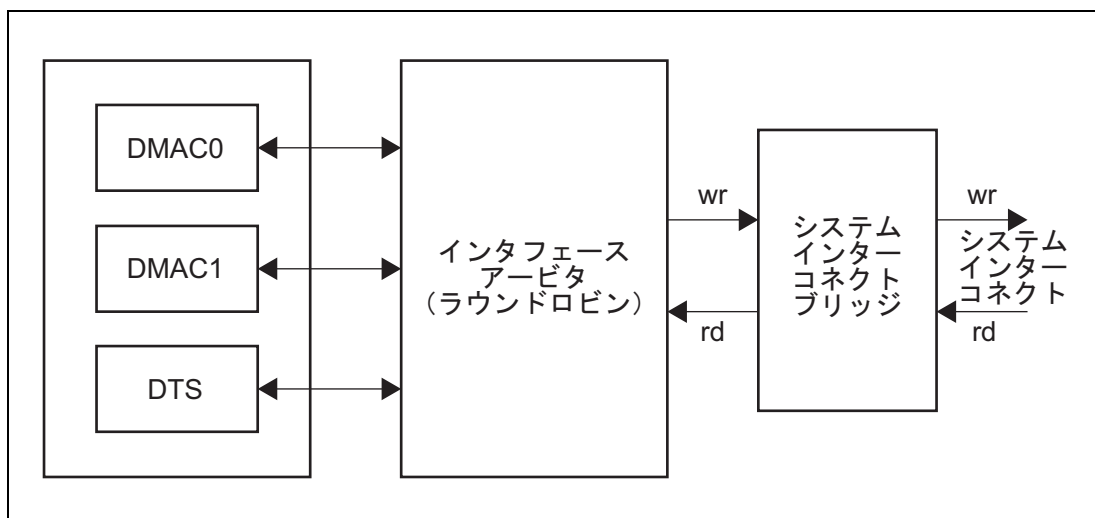 DMAC0
DMAC1
DTS
インタフェース
アービタ
(ラウンドロビン)
wr
rd
システム
インター
コネクト
ブリッジ
wr
システム
インター
コネクト
rd